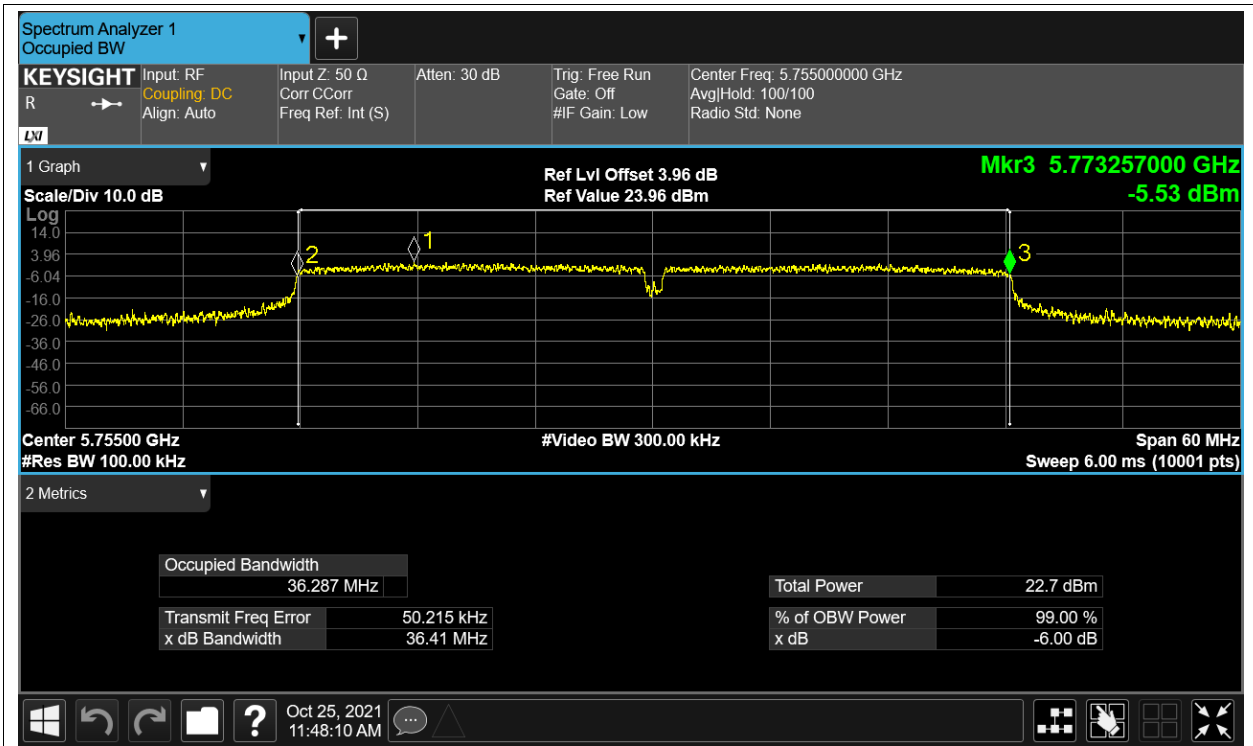 Spectrum Analyzer 1
Occupied BW
KEYSIGHT
R
LXI
Input: RF
Coupling: DC
Align: Auto
Input Z: 50 Ω
Corr CCorr
Freq Ref: Int (S)
Atten: 30 dB
Trig: Free Run
Gate: Off
#IF Gain: Low
Center Freq: 5.755000000 GHz
Avg|Hold: 100/100
Radio Std: None
1 Graph
Scale/Div 10.0 dB
Ref Lvl Offset 3.96 dB
Ref Value 23.96 dBm
Mkr3 5.773257000 GHz
-5.53 dBm
Log
14.0
3.96
-6.04
-16.0
-26.0
-36.0
-46.0
-56.0
-66.0
2
1
3
Center 5.75500 GHz
#Res BW 100.00 kHz
#Video BW 300.00 kHz
Span 60 MHz
Sweep 6.00 ms (10001 pts)
2 Metrics
Occupied Bandwidth
36.287 MHz
Transmit Freq Error 50.215 kHz
x dB Bandwidth 36.41 MHz
Total Power 22.7 dBm
% of OBW Power 99.00 %
x dB -6.00 dB
?
Oct 25, 2021
11:48:10 AM